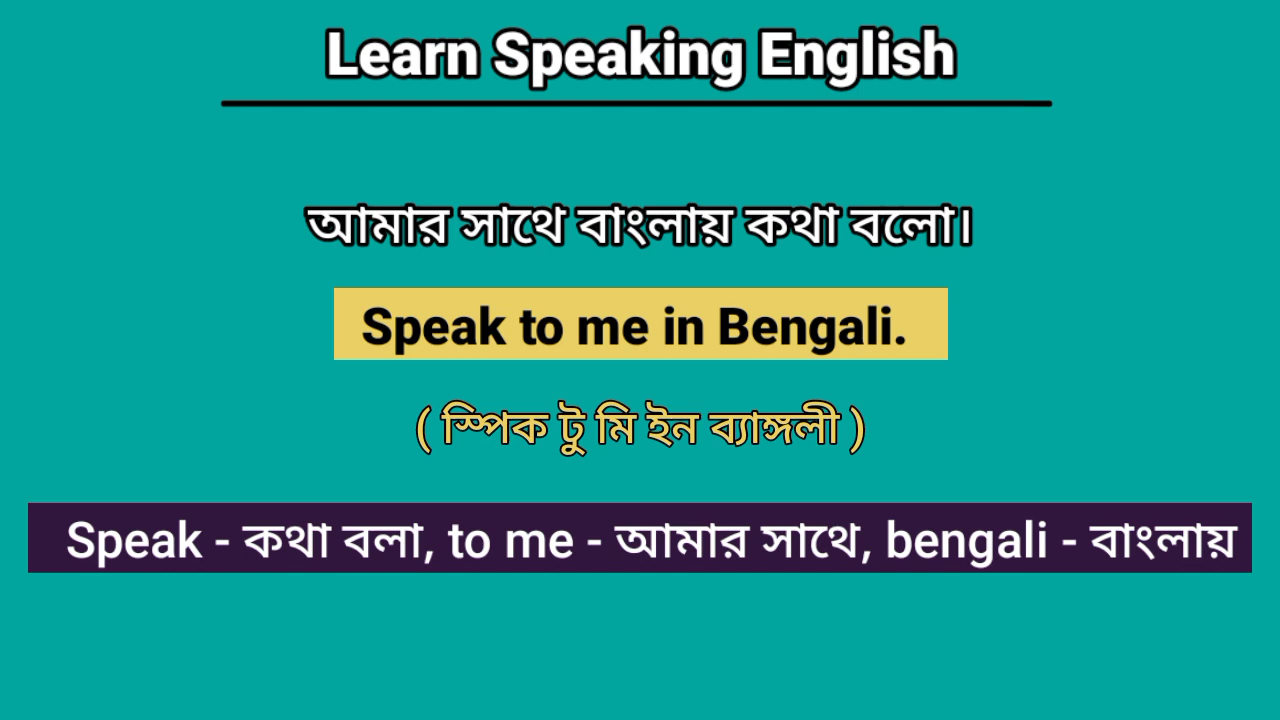 Learn Speaking English
আমার সাথে বাংলায় কথা বলো।
Speak to me in Bengali.
( স্পিক টু মি ইন ব্যাঙ্গলী )
Speak - কথা বলা, to me - আমার সাথে, bengali - বাংলায়